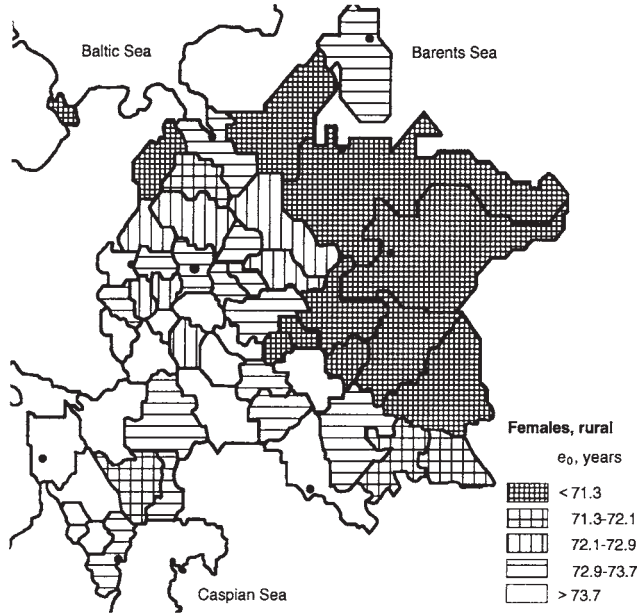 Baltic Sea
Barents Sea
Females, rural
e₀, years
< 71.3
71.3-72.1
72.1-72.9
72.9-73.7
> 73.7
Caspian Sea